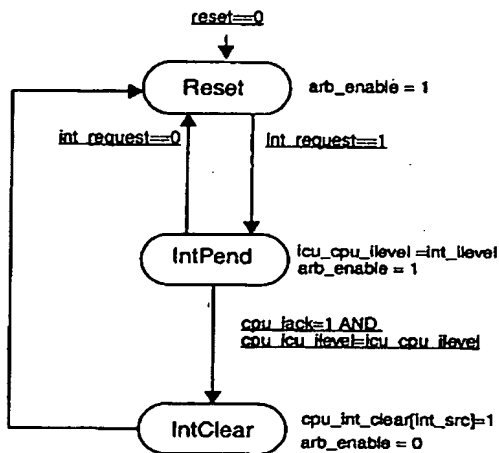 reset==0
Reset
arb_enable = 1
int_request==0
int_request==1
IntPend
icu_cpu_ilevel =int_ilevel
arb_enable = 1
cpu_iack=1 AND
cpu_icu_ilevel=icu_cpu_ilevel
IntClear
cpu_int_clear[int_src]=1
arb_enable = 0